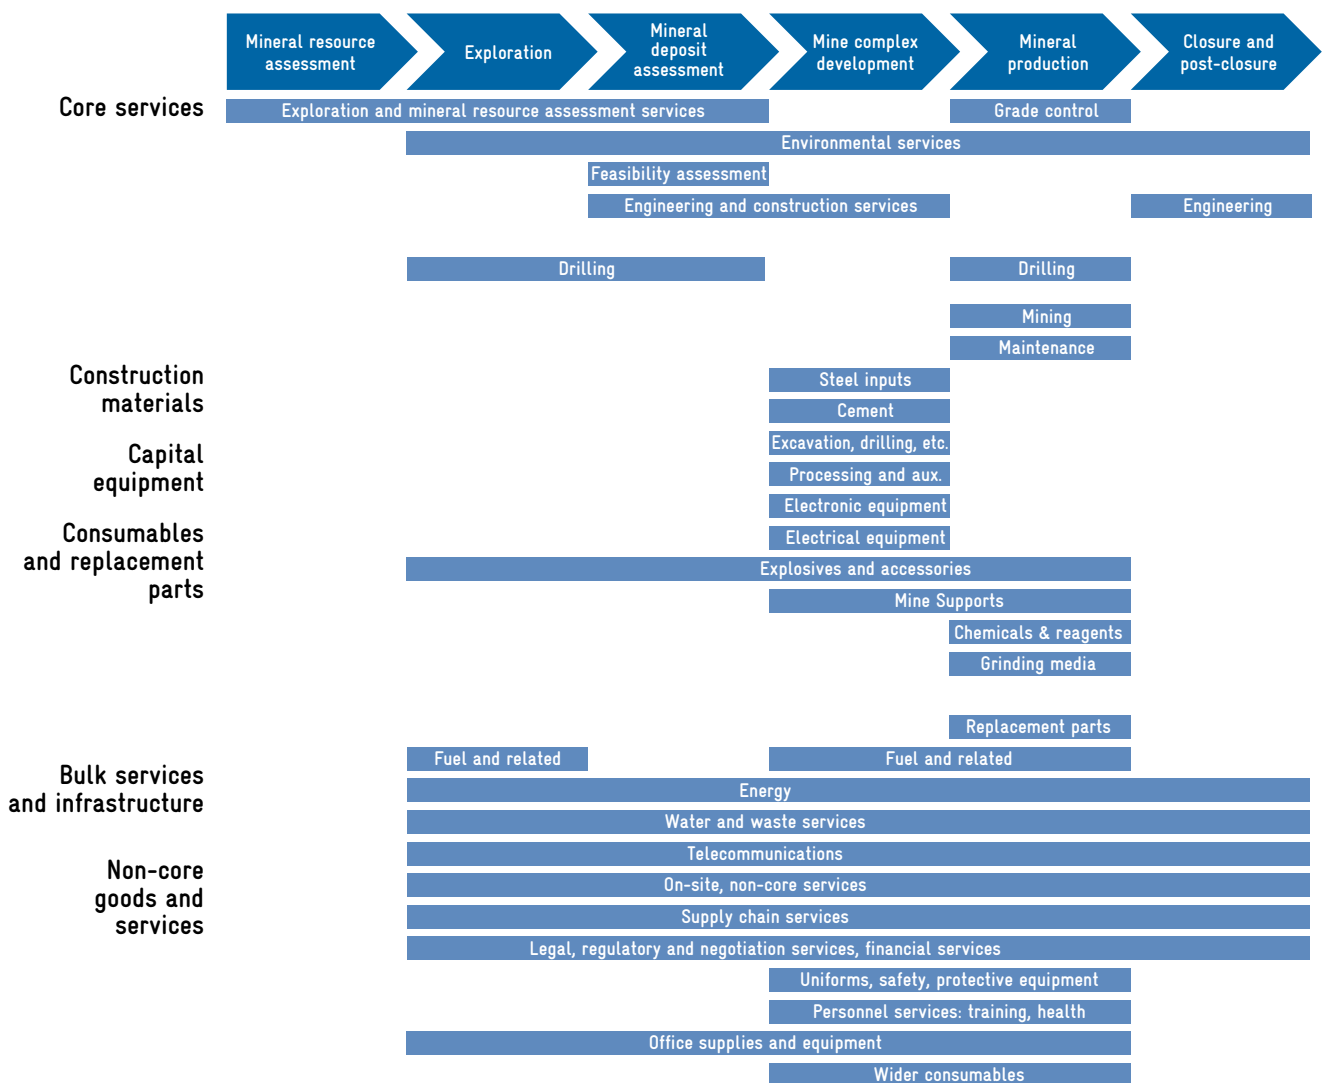 Mineral resource
assessment
Exploration
Mineral
deposit
assessment
Mine complex
development
Mineral
production
Closure and
post-closure
Core services
Exploration and mineral resource assessment services
Grade control
Environmental services
Feasibility assessment
Engineering and construction services
Engineering
Drilling
Drilling
Mining
Maintenance
Construction
materials
Steel inputs
Cement
Capital
equipment
Excavation, drilling, etc.
Processing and aux.
Electronic equipment
Electrical equipment
Consumables
and replacement
parts
Explosives and accessories
Mine Supports
Chemicals & reagents
Grinding media
Replacement parts
Fuel and related
Fuel and related
Bulk services
and infrastructure
Energy
Water and waste services
Telecommunications
Non-core
goods and
services
On-site, non-core services
Supply chain services
Legal, regulatory and negotiation services, financial services
Uniforms, safety, protective equipment
Personnel services: training, health
Office supplies and equipment
Wider consumables